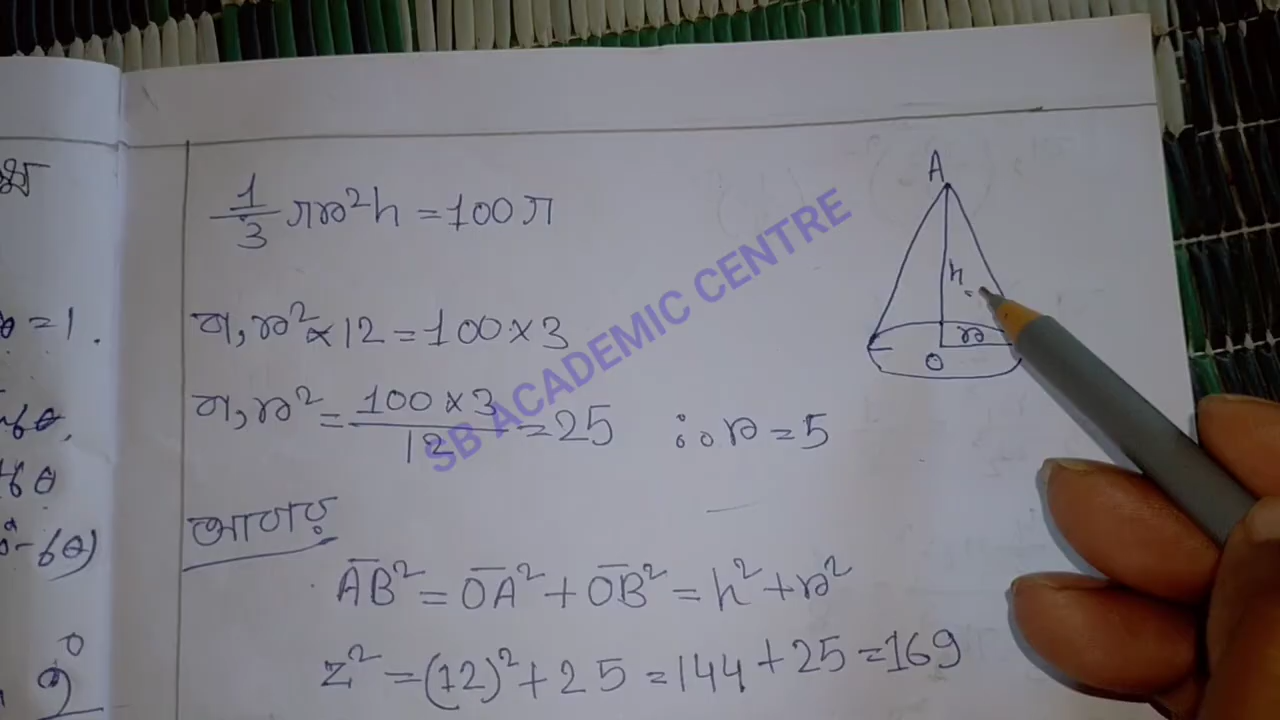 1/3 πr²h = 100π
বা, r² × 12 = 100 × 3
বা, r² = 100 × 3 / 12 = 25 ∴ r = 5
আবার
AB² = OA² + OB² = h² + r²
z² = (12)² + 25 = 144 + 25 = 169
A
h
r
O
= 1.
SB ACADEMIC CENTRE